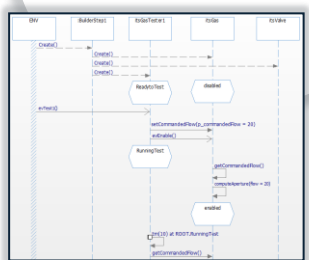 ENV itsBuilderStop1 itsGasTester1 itsGas itsValve
Create()
Create()
Create()
Create()
ReadytoTest
disabled
evTest()
setCommandedFlow(p_commandedFlow = 20)
evEnable()
RunningTest
getCommandedFlow()
computeAperture(flow = 20)
enabled
tm(10) at ROOT.RunningTest
getCommandedFlow()